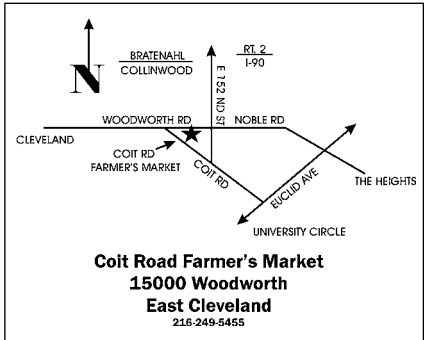 BRATENAHL
COLLINWOOD
RT. 2
I-90
N
E 152 ND ST
WOODWORTH RD
NOBLE RD
CLEVELAND
COIT RD
FARMER'S MARKET
COIT RD
EUCLID AVE
THE HEIGHTS
UNIVERSITY CIRCLE
Coit Road Farmer's Market
15000 Woodworth
East Cleveland
216-249-5455